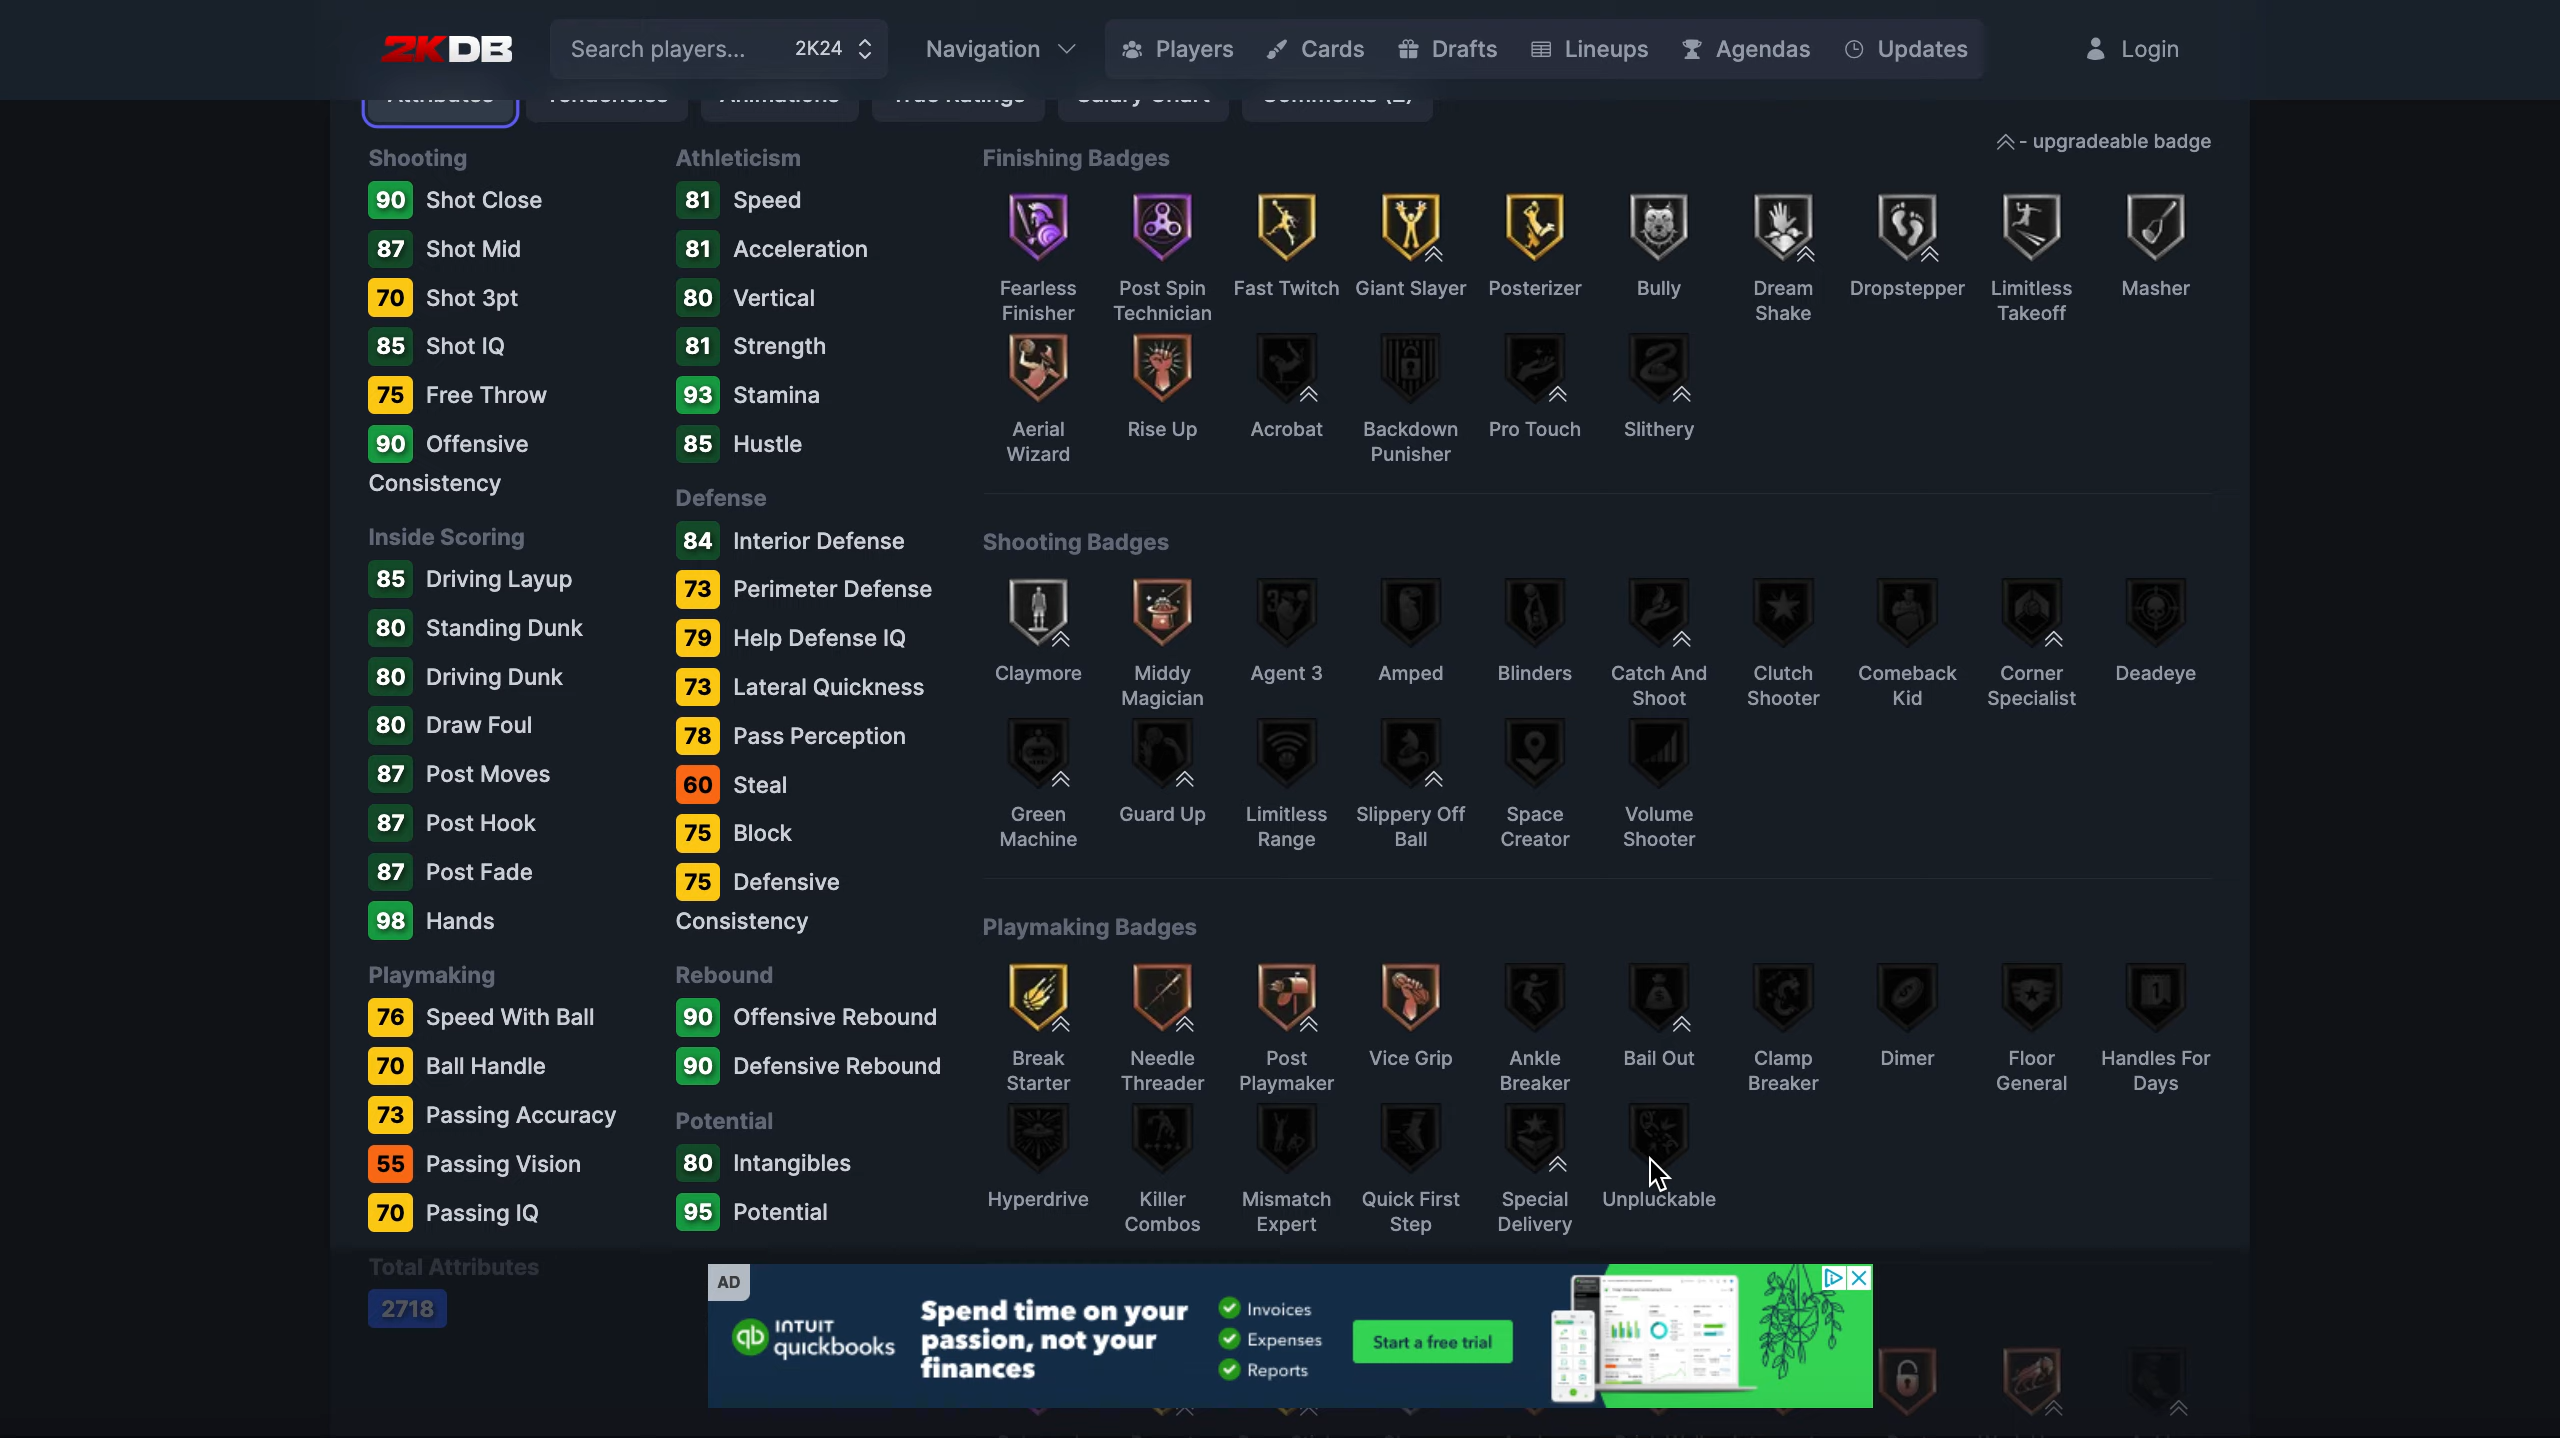 2KDB
Search players...
2K24
Navigation
Players
Cards
Drafts
Lineups
Agendas
Updates
Login
Attributes
Tendencies
Animations
True Ratings
Salary Chart
Comments (2)
- upgradeable badge
Shooting
90 Shot Close
87 Shot Mid
70 Shot 3pt
85 Shot IQ
75 Free Throw
90 Offensive
Consistency
Inside Scoring
85 Driving Layup
80 Standing Dunk
80 Driving Dunk
80 Draw Foul
87 Post Moves
87 Post Hook
87 Post Fade
98 Hands
Playmaking
76 Speed With Ball
70 Ball Handle
73 Passing Accuracy
55 Passing Vision
70 Passing IQ
Total Attributes
2718
Athleticism
81 Speed
81 Acceleration
80 Vertical
81 Strength
93 Stamina
85 Hustle
Defense
84 Interior Defense
73 Perimeter Defense
79 Help Defense IQ
73 Lateral Quickness
78 Pass Perception
60 Steal
75 Block
75 Defensive
Consistency
Rebound
90 Offensive Rebound
90 Defensive Rebound
Potential
80 Intangibles
95 Potential
Finishing Badges
Fearless
Finisher
Post Spin
Technician
Fast Twitch
Giant Slayer
Posterizer
Bully
Dream
Shake
Dropstepper
Limitless
Takeoff
Masher
Aerial
Wizard
Rise Up
Acrobat
Backdown
Punisher
Pro Touch
Slithery
Shooting Badges
Claymore
Middy
Magician
Agent 3
Amped
Blinders
Catch And
Shoot
Clutch
Shooter
Comeback
Kid
Corner
Specialist
Deadeye
Green
Machine
Guard Up
Limitless
Range
Slippery Off
Ball
Space
Creator
Volume
Shooter
Playmaking Badges
Break
Starter
Needle
Threader
Post
Playmaker
Vice Grip
Ankle
Breaker
Bail Out
Clamp
Breaker
Dimer
Floor
General
Handles For
Days
Hyperdrive
Killer
Combos
Mismatch
Expert
Quick First
Step
Special
Delivery
Unpluckable
AD
qb INTUIT
quickbooks
Spend time on your
passion, not your
finances
Invoices
Expenses
Reports
Start a free trial